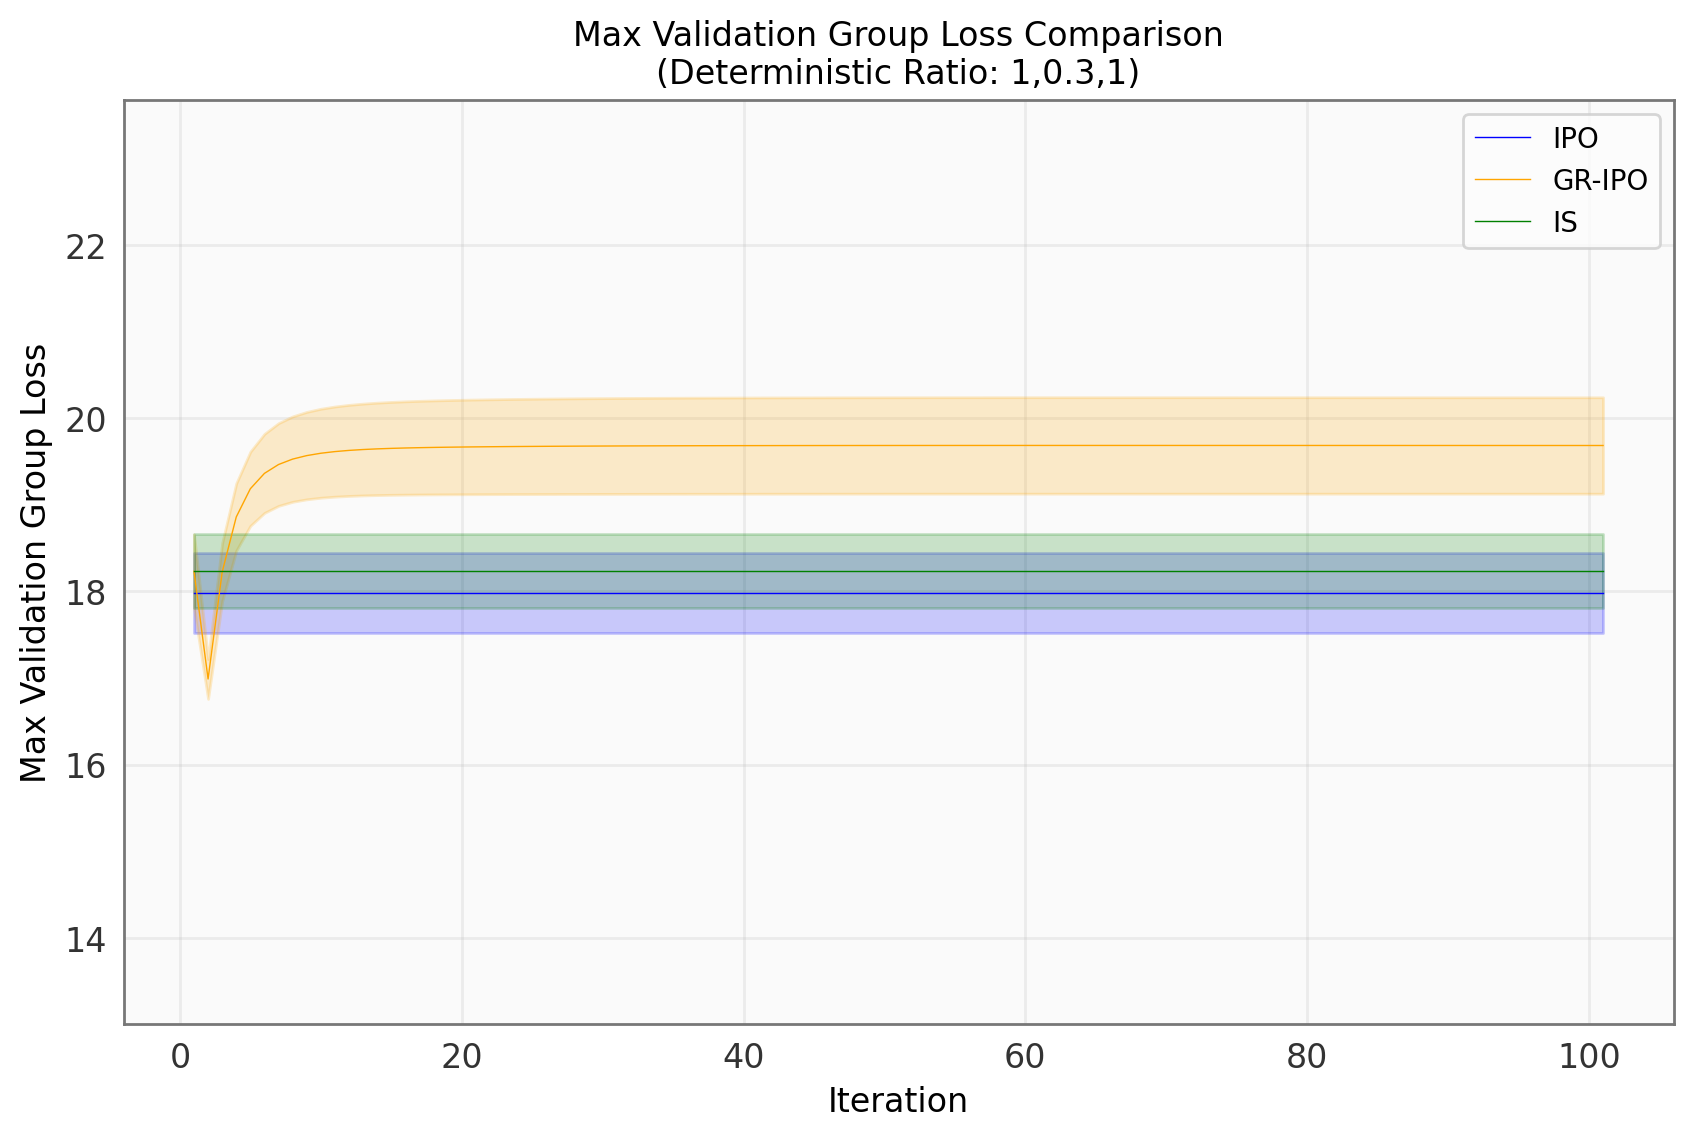 Max Validation Group Loss Comparison
(Deterministic Ratio: 1,0.3,1)
IPO
GR-IPO
IS
Max Validation Group Loss
22
20
18
16
14
0
20
40
60
80
100
Iteration